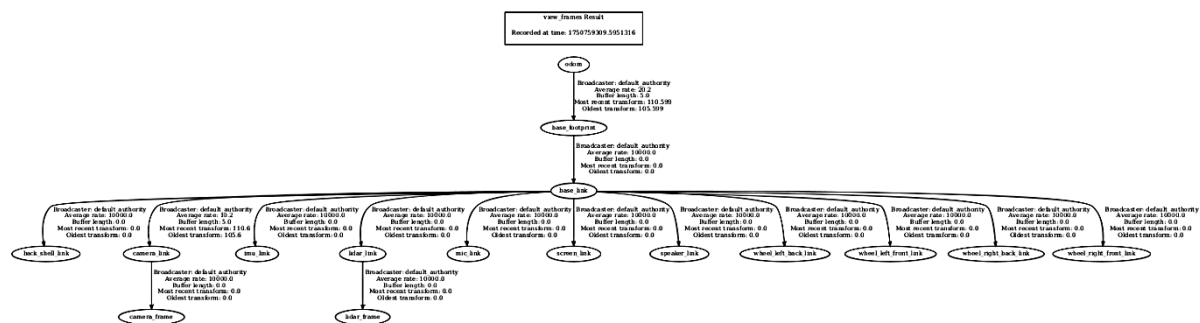 view_frames Result
Recorded at time: 1750759309.5951316
odom
Broadcaster: default_authority
Average rate: 20.2
Buffer length: 5.0
Most recent transform: 110.599
Oldest transform: 105.599
base_footprint
Broadcaster: default_authority
Average rate: 10000.0
Buffer length: 0.0
Most recent transform: 0.0
Oldest transform: 0.0
base_link
Broadcaster: default_authority
Average rate: 10000.0
Buffer length: 0.0
Most recent transform: 0.0
Oldest transform: 0.0
Broadcaster: default_authority
Average rate: 10.2
Buffer length: 5.0
Most recent transform: 110.6
Oldest transform: 105.6
Broadcaster: default_authority
Average rate: 10000.0
Buffer length: 0.0
Most recent transform: 0.0
Oldest transform: 0.0
Broadcaster: default_authority
Average rate: 10000.0
Buffer length: 0.0
Most recent transform: 0.0
Oldest transform: 0.0
Broadcaster: default_authority
Average rate: 10000.0
Buffer length: 0.0
Most recent transform: 0.0
Oldest transform: 0.0
Broadcaster: default_authority
Average rate: 10000.0
Buffer length: 0.0
Most recent transform: 0.0
Oldest transform: 0.0
Broadcaster: default_authority
Average rate: 10000.0
Buffer length: 0.0
Most recent transform: 0.0
Oldest transform: 0.0
Broadcaster: default_authority
Average rate: 10000.0
Buffer length: 0.0
Most recent transform: 0.0
Oldest transform: 0.0
Broadcaster: default_authority
Average rate: 10000.0
Buffer length: 0.0
Most recent transform: 0.0
Oldest transform: 0.0
Broadcaster: default_authority
Average rate: 10000.0
Buffer length: 0.0
Most recent transform: 0.0
Oldest transform: 0.0
Broadcaster: default_authority
Average rate: 10000.0
Buffer length: 0.0
Most recent transform: 0.0
Oldest transform: 0.0
camera_link
imu_link
lidar_link
mic_link
screen_link
speaker_link
wheel_left_back_link
wheel_left_front_link
wheel_right_back_link
wheel_right_front_link
Broadcaster: default_authority
Average rate: 10000.0
Buffer length: 0.0
Most recent transform: 0.0
Oldest transform: 0.0
Broadcaster: default_authority
Average rate: 10000.0
Buffer length: 0.0
Most recent transform: 0.0
Oldest transform: 0.0
camera_frame
lidar_frame